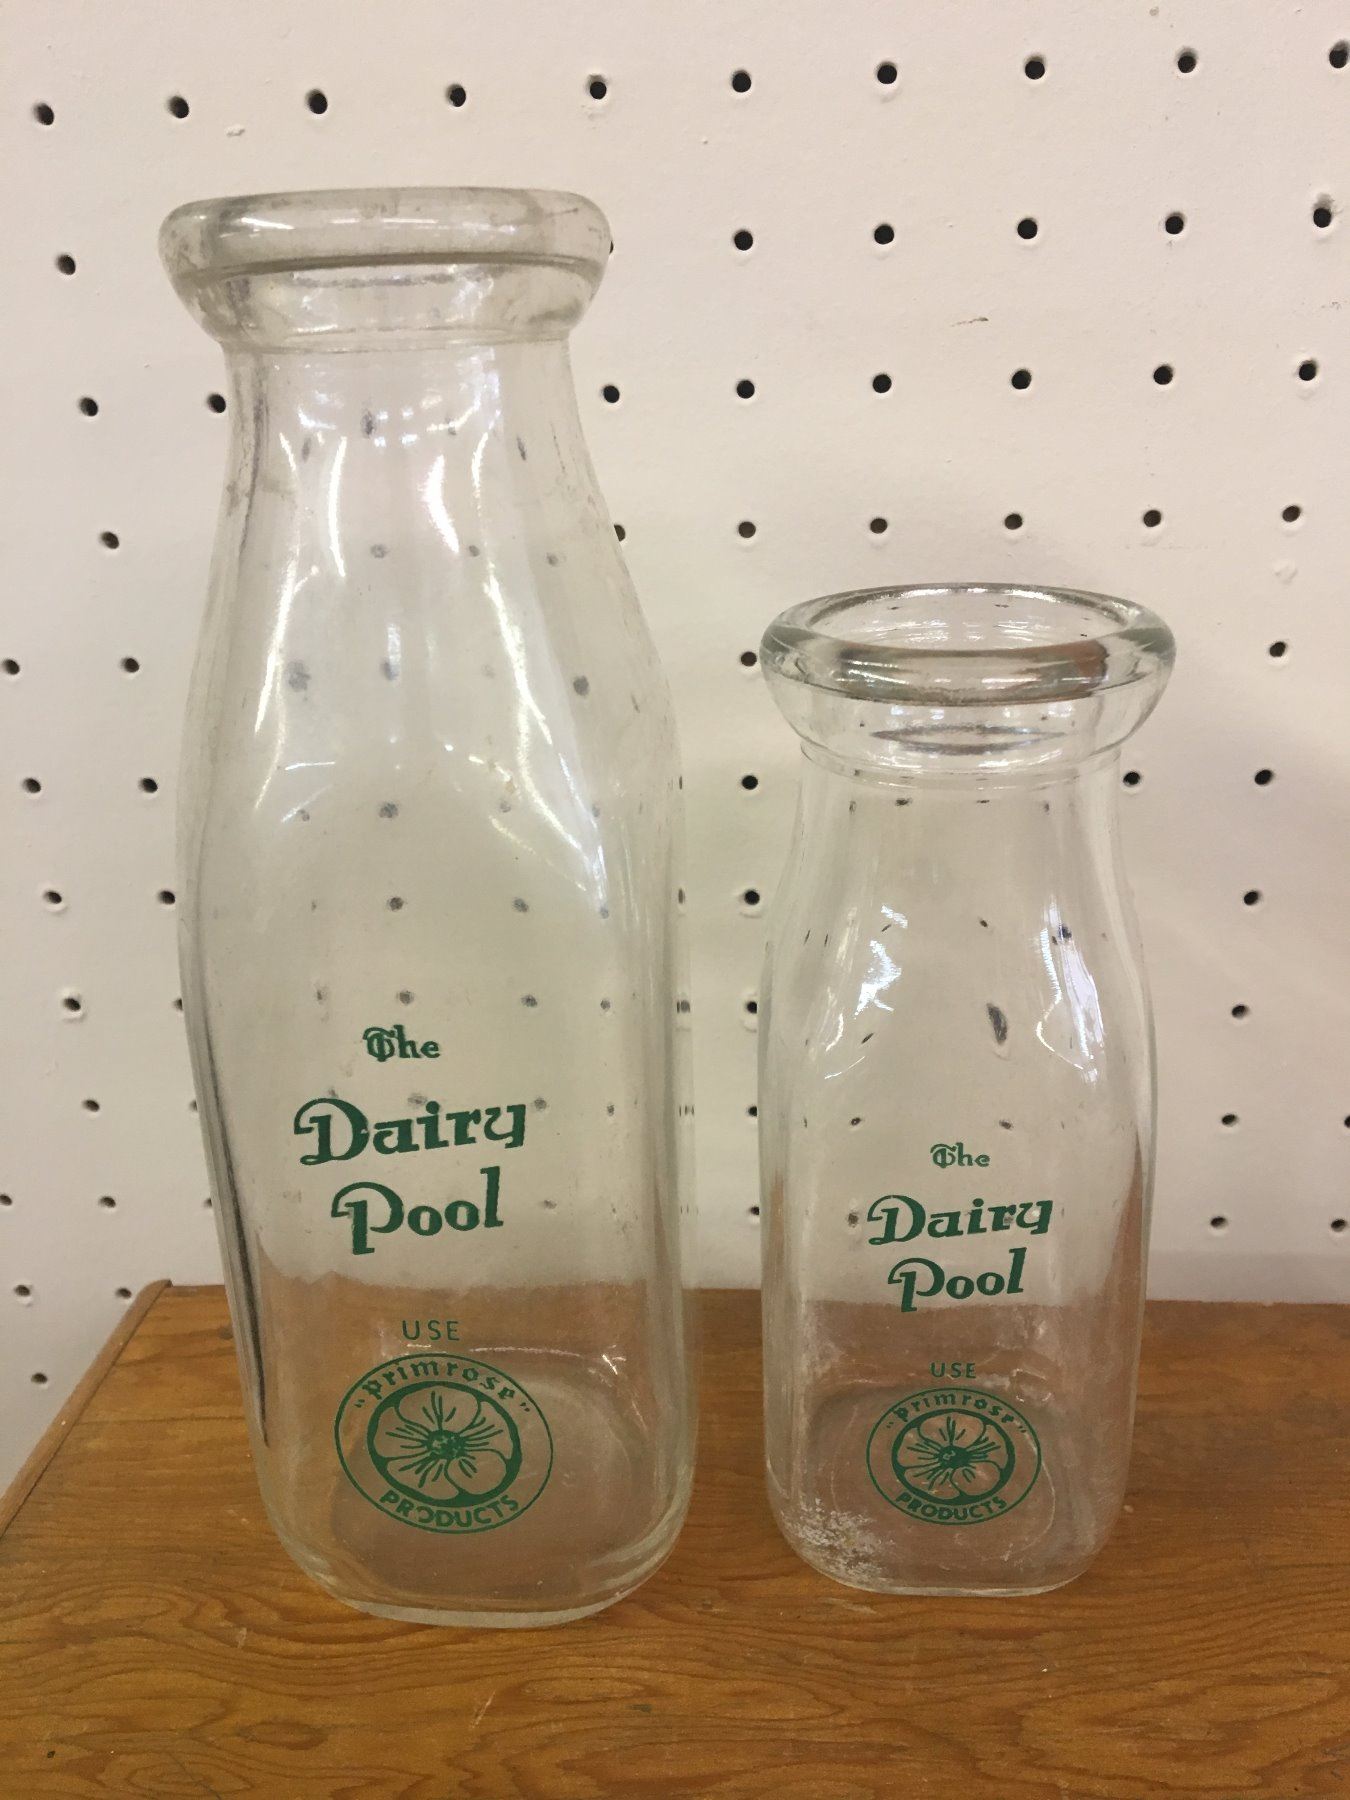 The
Dairy
Pool
USE
"Primrose"
PRODUCTS
The
Dairy
Pool
USE
"Primrose"
PRODUCTS